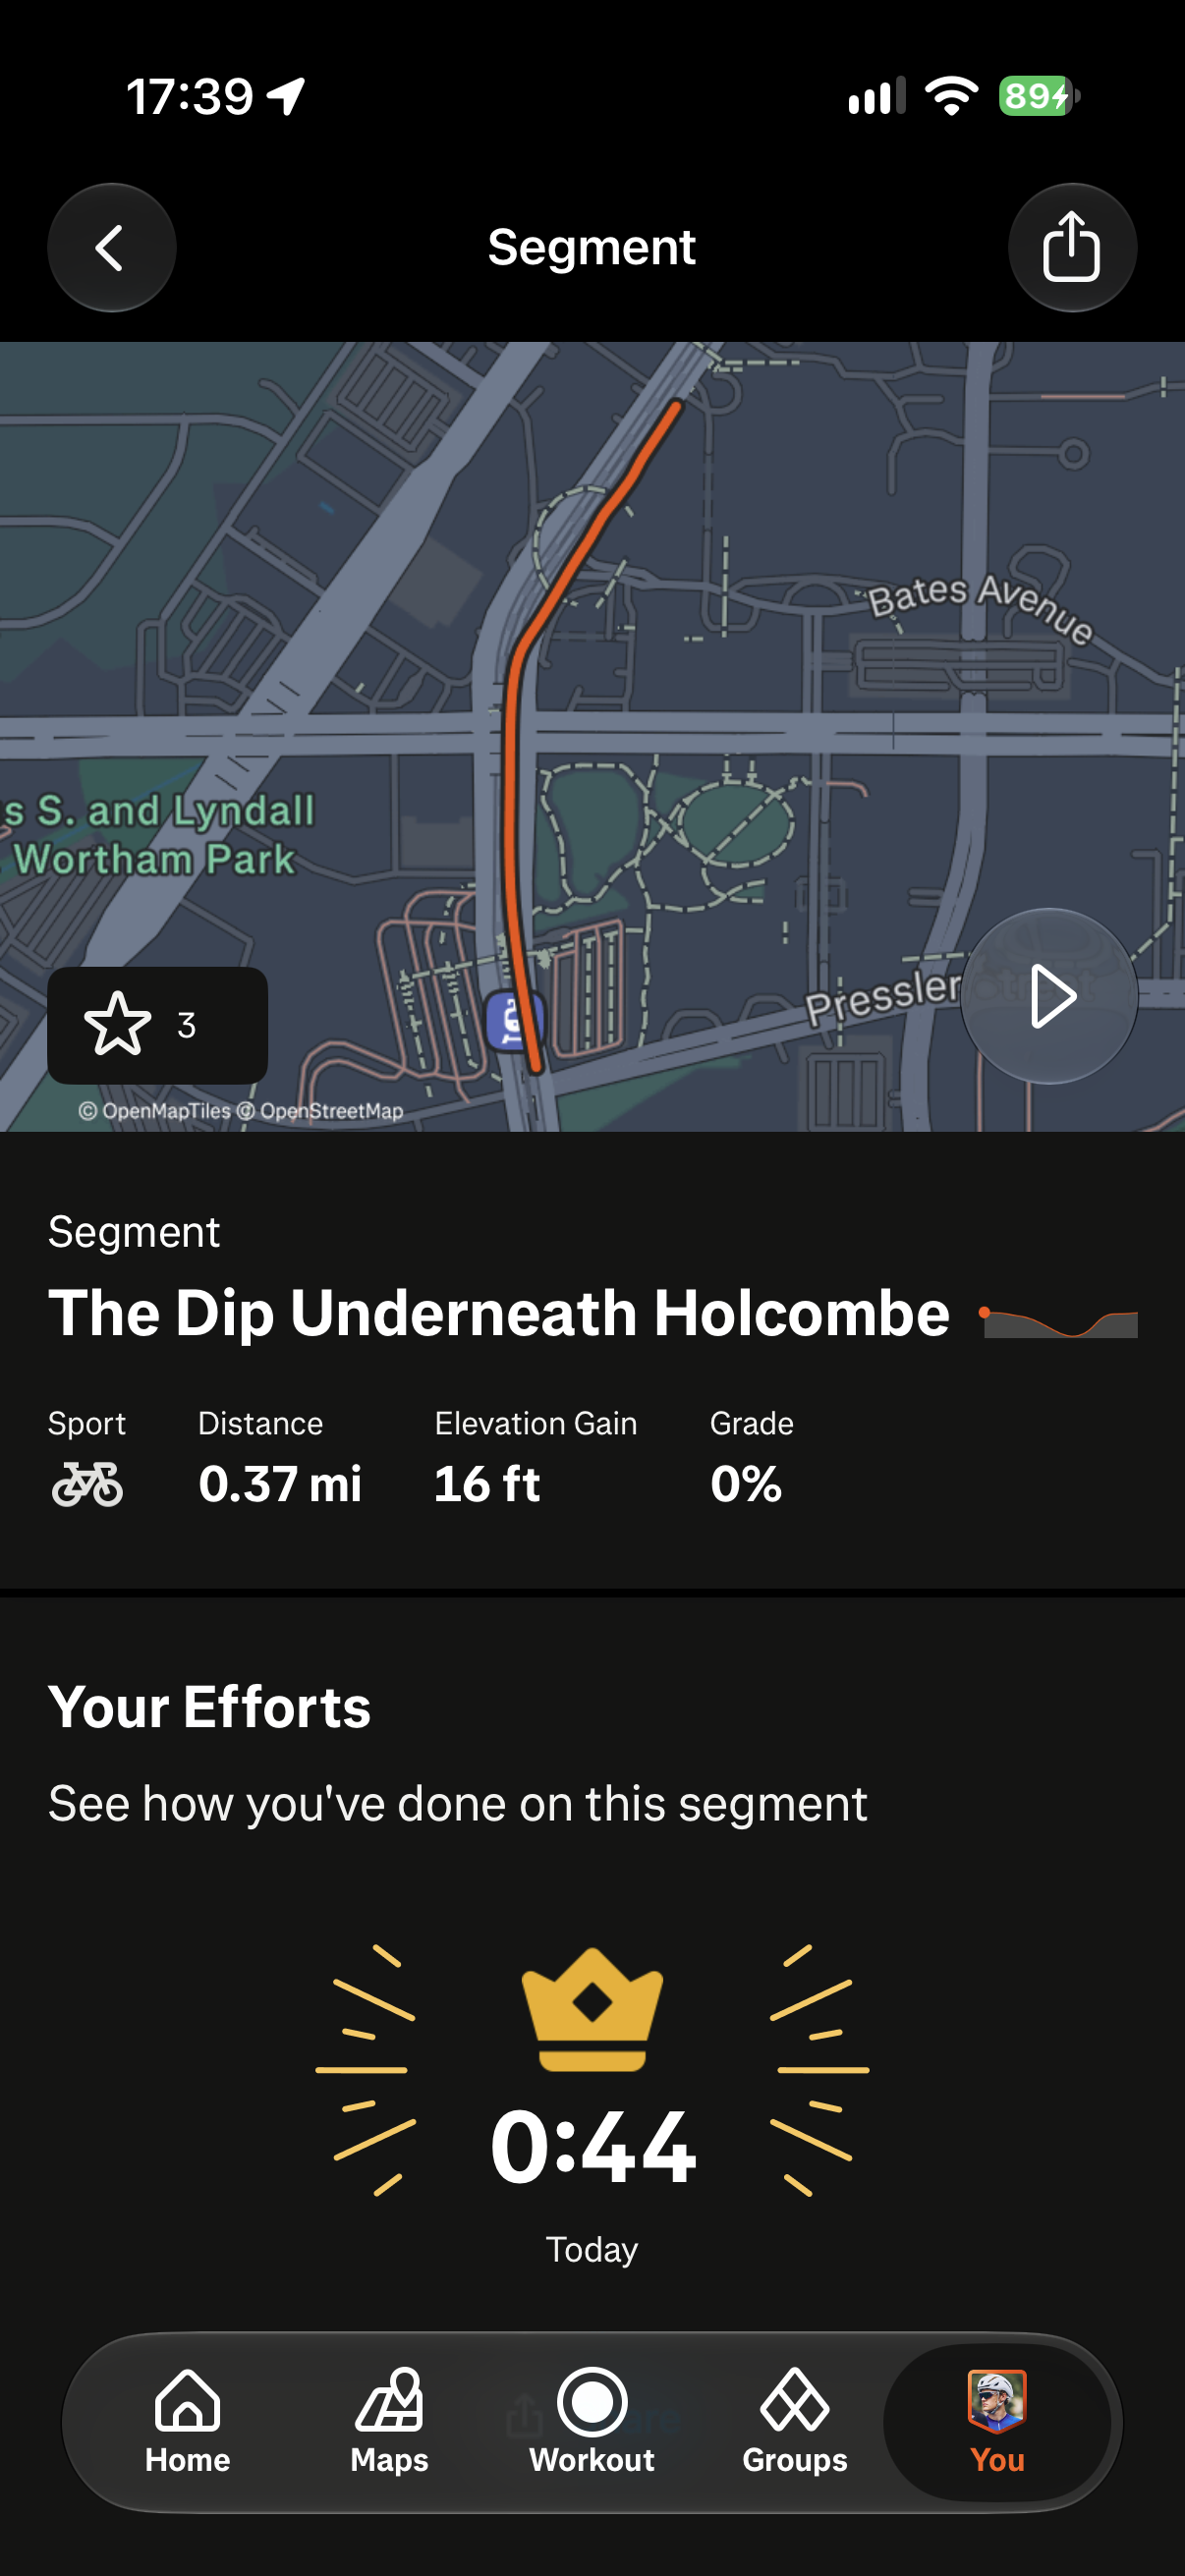 17:39
89
Segment
Bates Avenue
s S. and Lyndall
Wortham Park
Pressler
3
© OpenMapTiles © OpenStreetMap
Segment
The Dip Underneath Holcombe
Sport Distance Elevation Gain Grade
0.37 mi 16 ft 0%
Your Efforts
See how you've done on this segment
0:44
Today
Home Maps Workout Groups You